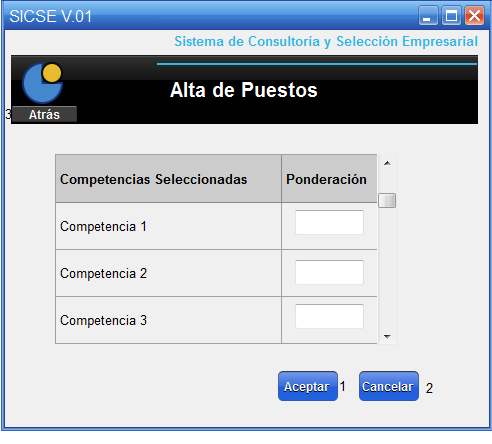 SICSE V.01
Sistema de Consultoría y Selección Empresarial
Alta de Puestos
3 Atrás
Competencias Seleccionadas Ponderación
Competencia 1
Competencia 2
Competencia 3
Aceptar 1 Cancelar 2